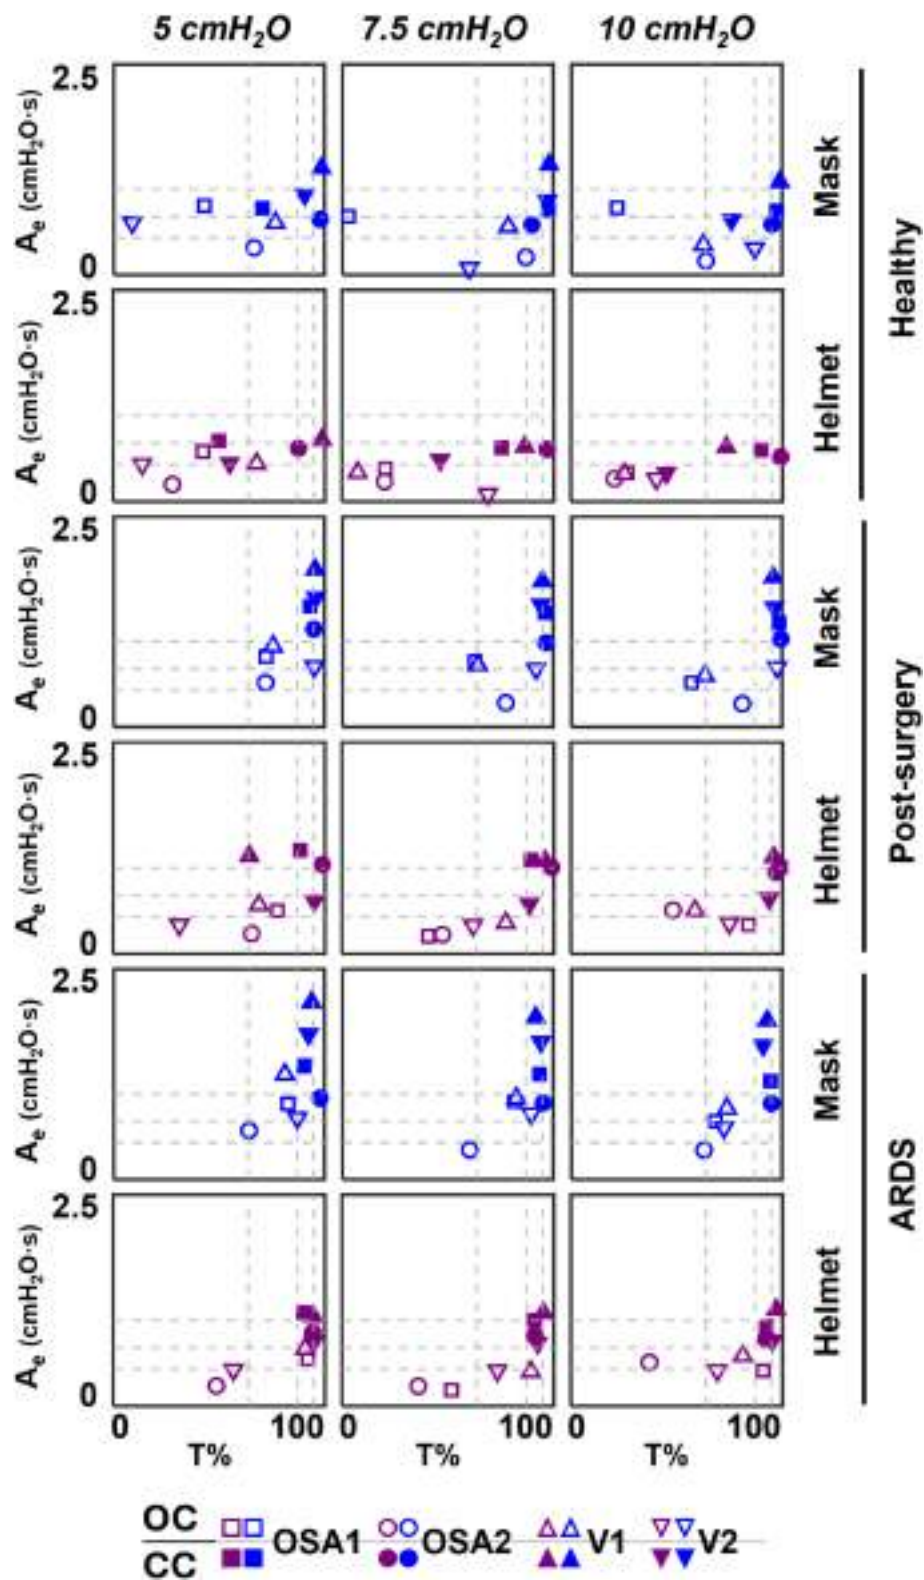 5 cmH₂O 7.5 cmH₂O 10 cmH₂O
2.5
Aₑ (cmH₂O·s)
0
Mask
Healthy
2.5
Aₑ (cmH₂O·s)
0
Helmet
2.5
Aₑ (cmH₂O·s)
0
Mask
Post-surgery
2.5
Aₑ (cmH₂O·s)
0
Helmet
2.5
Aₑ (cmH₂O·s)
0
Mask
ARDS
2.5
Aₑ (cmH₂O·s)
0
Helmet
0 100 0 100 0 100
T% T% T%
OC
CC
OSA1 OSA2 V1 V2